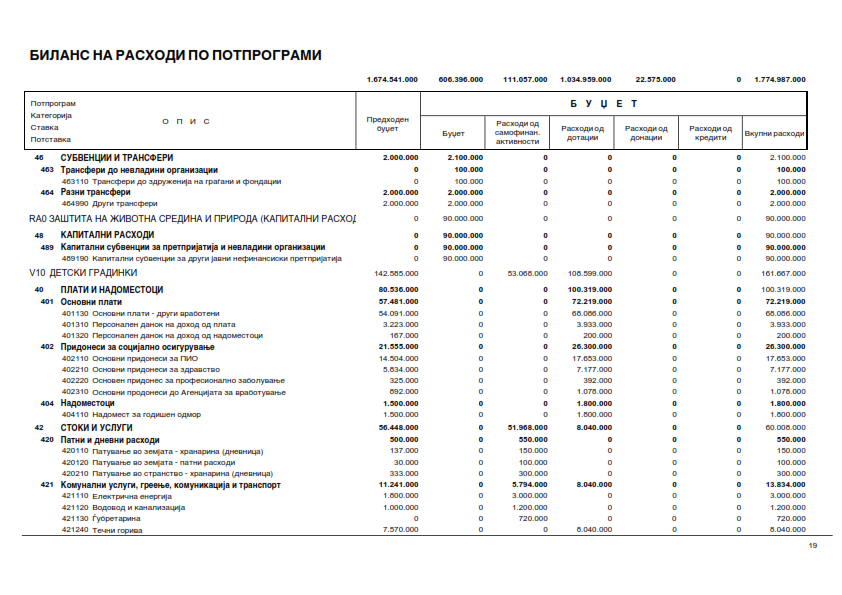 БИЛАНС НА РАСХОДИ ПО ПОТПРОГРАМИ
1.674.541.000 606.396.000 111.057.000 1.034.959.000 22.575.000 0 1.774.987.000
Потпрограм
Категорија
Ставка
Потставка
О П И С
Предходен буџет
Б У Џ Е Т
Буџет
Расходи од самофинан. активности
Расходи од дотации
Расходи од донации
Расходи од кредити
Вкупни расходи
46 СУБВЕНЦИИ И ТРАНСФЕРИ 2.000.000 2.100.000 0 0 0 0 2.100.000
463 Трансфери до невладини организации 0 100.000 0 0 0 0 100.000
463110 Трансфери до здруженија на граѓани и фондации 0 100.000 0 0 0 0 100.000
464 Разни трансфери 2.000.000 2.000.000 0 0 0 0 2.000.000
464990 Други трансфери 2.000.000 2.000.000 0 0 0 0 2.000.000
RA0 ЗАШТИТА НА ЖИВОТНА СРЕДИНА И ПРИРОДА (КАПИТАЛНИ РАСХОД 0 90.000.000 0 0 0 0 90.000.000
48 КАПИТАЛНИ РАСХОДИ 0 90.000.000 0 0 0 0 90.000.000
489 Капитални субвенции за претпријатија и невладини организации 0 90.000.000 0 0 0 0 90.000.000
489190 Капитални субвенции за други јавни нефинансиски претпријатија 0 90.000.000 0 0 0 0 90.000.000
V10 ДЕТСКИ ГРАДИНКИ 142.585.000 0 53.068.000 108.599.000 0 0 161.667.000
40 ПЛАТИ И НАДОМЕСТОЦИ 80.536.000 0 0 100.319.000 0 0 100.319.000
401 Основни плати 57.481.000 0 0 72.219.000 0 0 72.219.000
401130 Основни плати - други вработени 54.091.000 0 0 68.086.000 0 0 68.086.000
401310 Персонален данок на доход од плата 3.223.000 0 0 3.933.000 0 0 3.933.000
401320 Персонален данок на доход од надоместоци 167.000 0 0 200.000 0 0 200.000
402 Придонеси за социјално осигурување 21.555.000 0 0 26.300.000 0 0 26.300.000
402110 Основни придонеси за ПИО 14.504.000 0 0 17.653.000 0 0 17.653.000
402210 Основни придонеси за здравство 5.834.000 0 0 7.177.000 0 0 7.177.000
402220 Основен придонес за професионално заболување 325.000 0 0 392.000 0 0 392.000
402310 Основни продонеси до Агенцијата за вработување 892.000 0 0 1.078.000 0 0 1.078.000
404 Надоместоци 1.500.000 0 0 1.800.000 0 0 1.800.000
404110 Надомест за годишен одмор 1.500.000 0 0 1.800.000 0 0 1.800.000
42 СТОКИ И УСЛУГИ 56.448.000 0 51.968.000 8.040.000 0 0 60.008.000
420 Патни и дневни расходи 500.000 0 550.000 0 0 0 550.000
420110 Патување во земјата - хранарина (дневница) 137.000 0 150.000 0 0 0 150.000
420120 Патување во земјата - патни расходи 30.000 0 100.000 0 0 0 100.000
420210 Патување во странство - хранарина (дневница) 333.000 0 300.000 0 0 0 300.000
421 Комунални услуги, греење, комуникација и транспорт 11.241.000 0 5.794.000 8.040.000 0 0 13.834.000
421110 Електрична енергија 1.800.000 0 3.000.000 0 0 0 3.000.000
421120 Водовод и канализација 1.000.000 0 1.200.000 0 0 0 1.200.000
421130 Ѓубретарина 0 0 720.000 0 0 0 720.000
421240 Течни горива 7.570.000 0 0 8.040.000 0 0 8.040.000
19